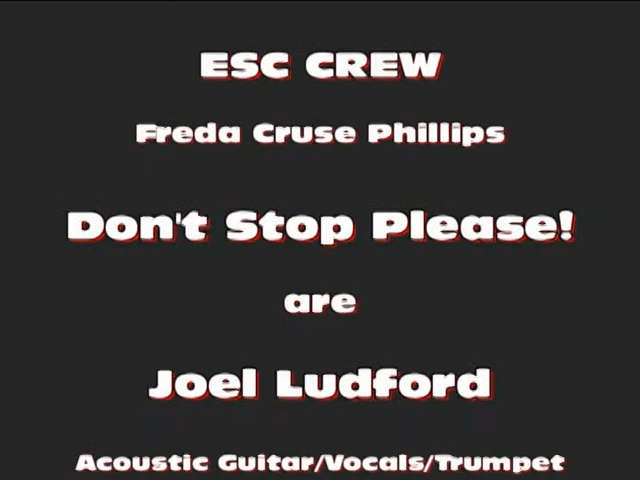 ESC CREW
Freda Cruse Phillips
Don't Stop Please!
are
Joel Ludford
Acoustic Guitar/Vocals/Trumpet